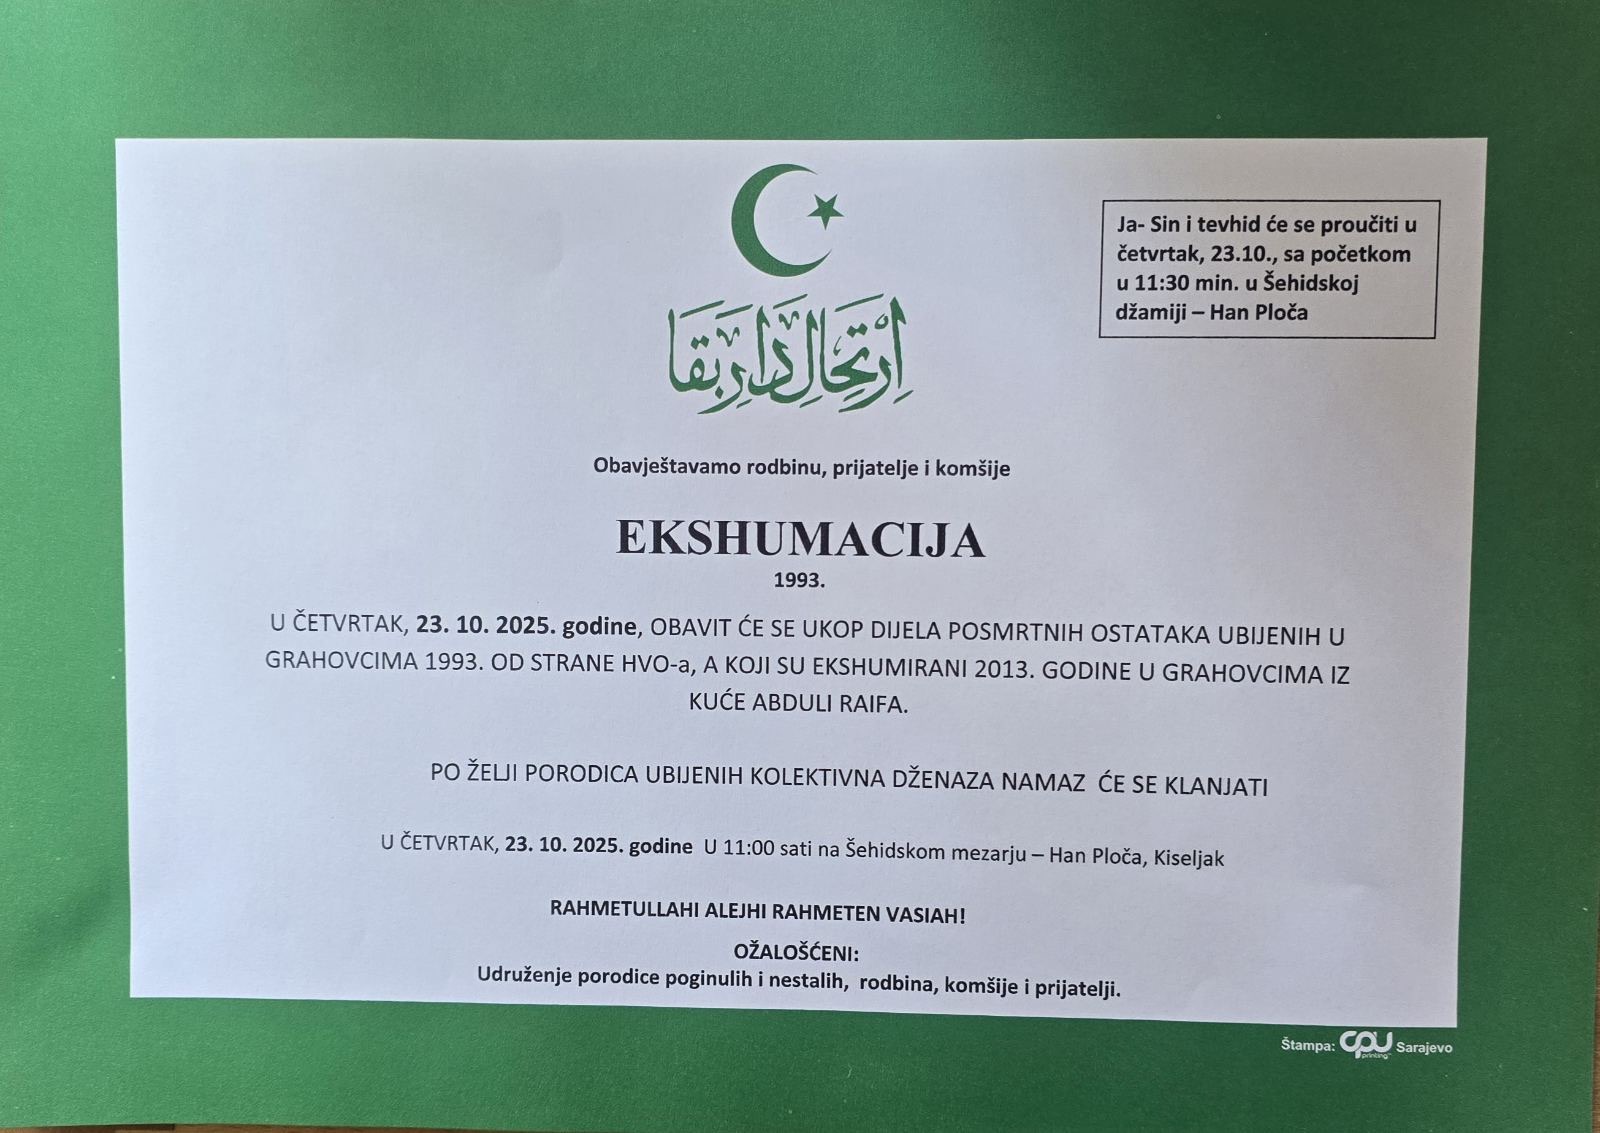 Ja- Sin i tevhid će se proučiti u
četvrtak, 23.10., sa početkom
u 11:30 min. u Šehidskoj
džamiji – Han Ploča
اِرْتِحَالِ دَارِ بَقَا
Obavještavamo rodbinu, prijatelje i komšije
EKSHUMACIJA
1993.
U ČETVRTAK, 23. 10. 2025. godine, OBAVIT ĆE SE UKOP DIJELA POSMRTNIH OSTATAKA UBIJENIH U
GRAHOVCIMA 1993. OD STRANE HVO-a, A KOJI SU EKSHUMIRANI 2013. GODINE U GRAHOVCIMA IZ
KUĆE ABDULI RAIFA.
PO ŽELJI PORODICA UBIJENIH KOLEKTIVNA DŽENAZA NAMAZ ĆE SE KLANJATI
U ČETVRTAK, 23. 10. 2025. godine U 11:00 sati na Šehidskom mezarju – Han Ploča, Kiseljak
RAHMETULLAHI ALEJHI RAHMETEN VASIAH!
OŽALOŠĆENI:
Udruženje porodice poginulih i nestalih, rodbina, komšije i prijatelji.
Štampa: CPU printing Sarajevo